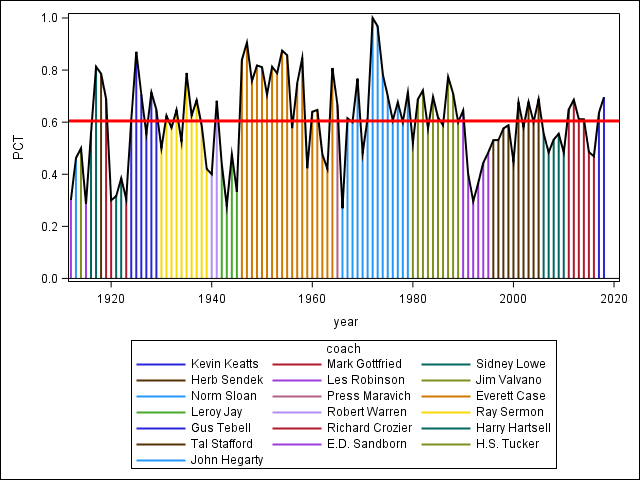 1.0
0.8
0.6
0.4
0.2
0.0
PCT
1920 1940 1960 1980 2000 2020
year
coach
Kevin Keatts Mark Gottfried Sidney Lowe
Herb Sendek Les Robinson Jim Valvano
Norm Sloan Press Maravich Everett Case
Leroy Jay Robert Warren Ray Sermon
Gus Tebell Richard Crozier Harry Hartsell
Tal Stafford E.D. Sandborn H.S. Tucker
John Hegarty